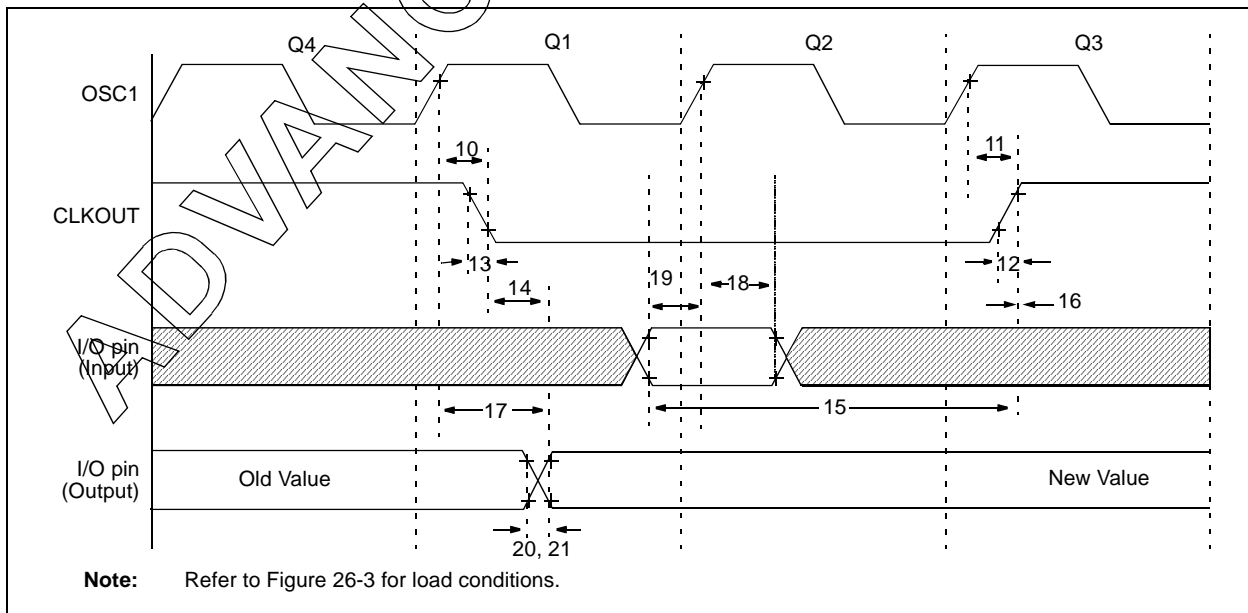 Q4 Q1 Q2 Q3
OSC1
10 11
CLKOUT
13 12
14 19 18 16
I/O pin
(Input)
17 15
I/O pin
(Output)
Old Value New Value
20, 21
Note: Refer to Figure 26-3 for load conditions.
ADVANC